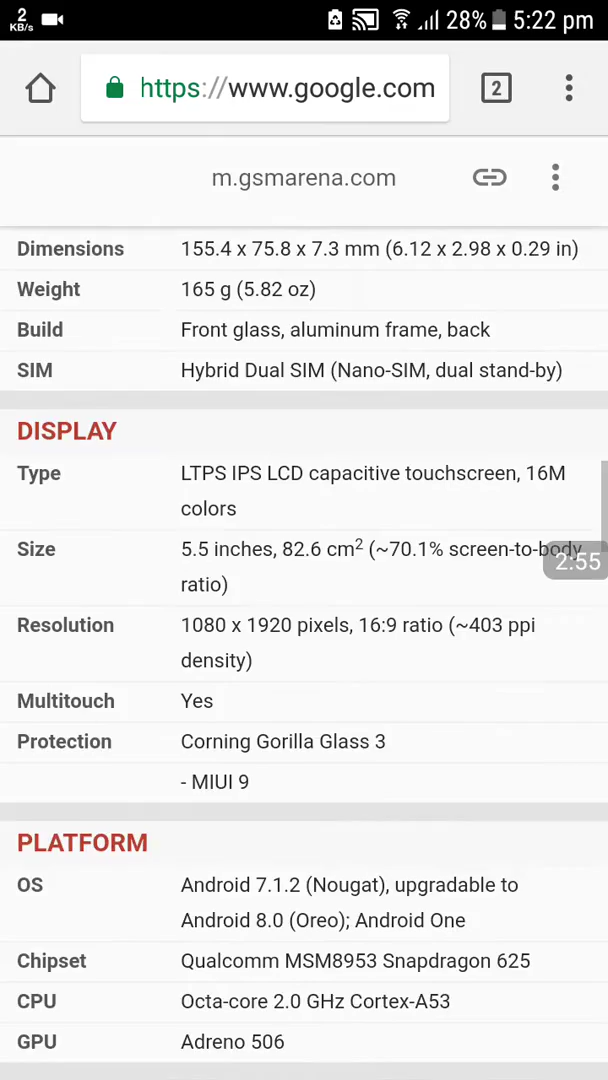 2
KB/s
28% 5:22 pm
https://www.google.com
2
m.gsmarena.com
Dimensions 155.4 x 75.8 x 7.3 mm (6.12 x 2.98 x 0.29 in)
Weight 165 g (5.82 oz)
Build Front glass, aluminum frame, back
SIM Hybrid Dual SIM (Nano-SIM, dual stand-by)
DISPLAY
Type LTPS IPS LCD capacitive touchscreen, 16M
colors
Size 5.5 inches, 82.6 cm² (~70.1% screen-to-body
2:55
ratio)
Resolution 1080 x 1920 pixels, 16:9 ratio (~403 ppi
density)
Multitouch Yes
Protection Corning Gorilla Glass 3
- MIUI 9
PLATFORM
OS Android 7.1.2 (Nougat), upgradable to
Android 8.0 (Oreo); Android One
Chipset Qualcomm MSM8953 Snapdragon 625
CPU Octa-core 2.0 GHz Cortex-A53
GPU Adreno 506